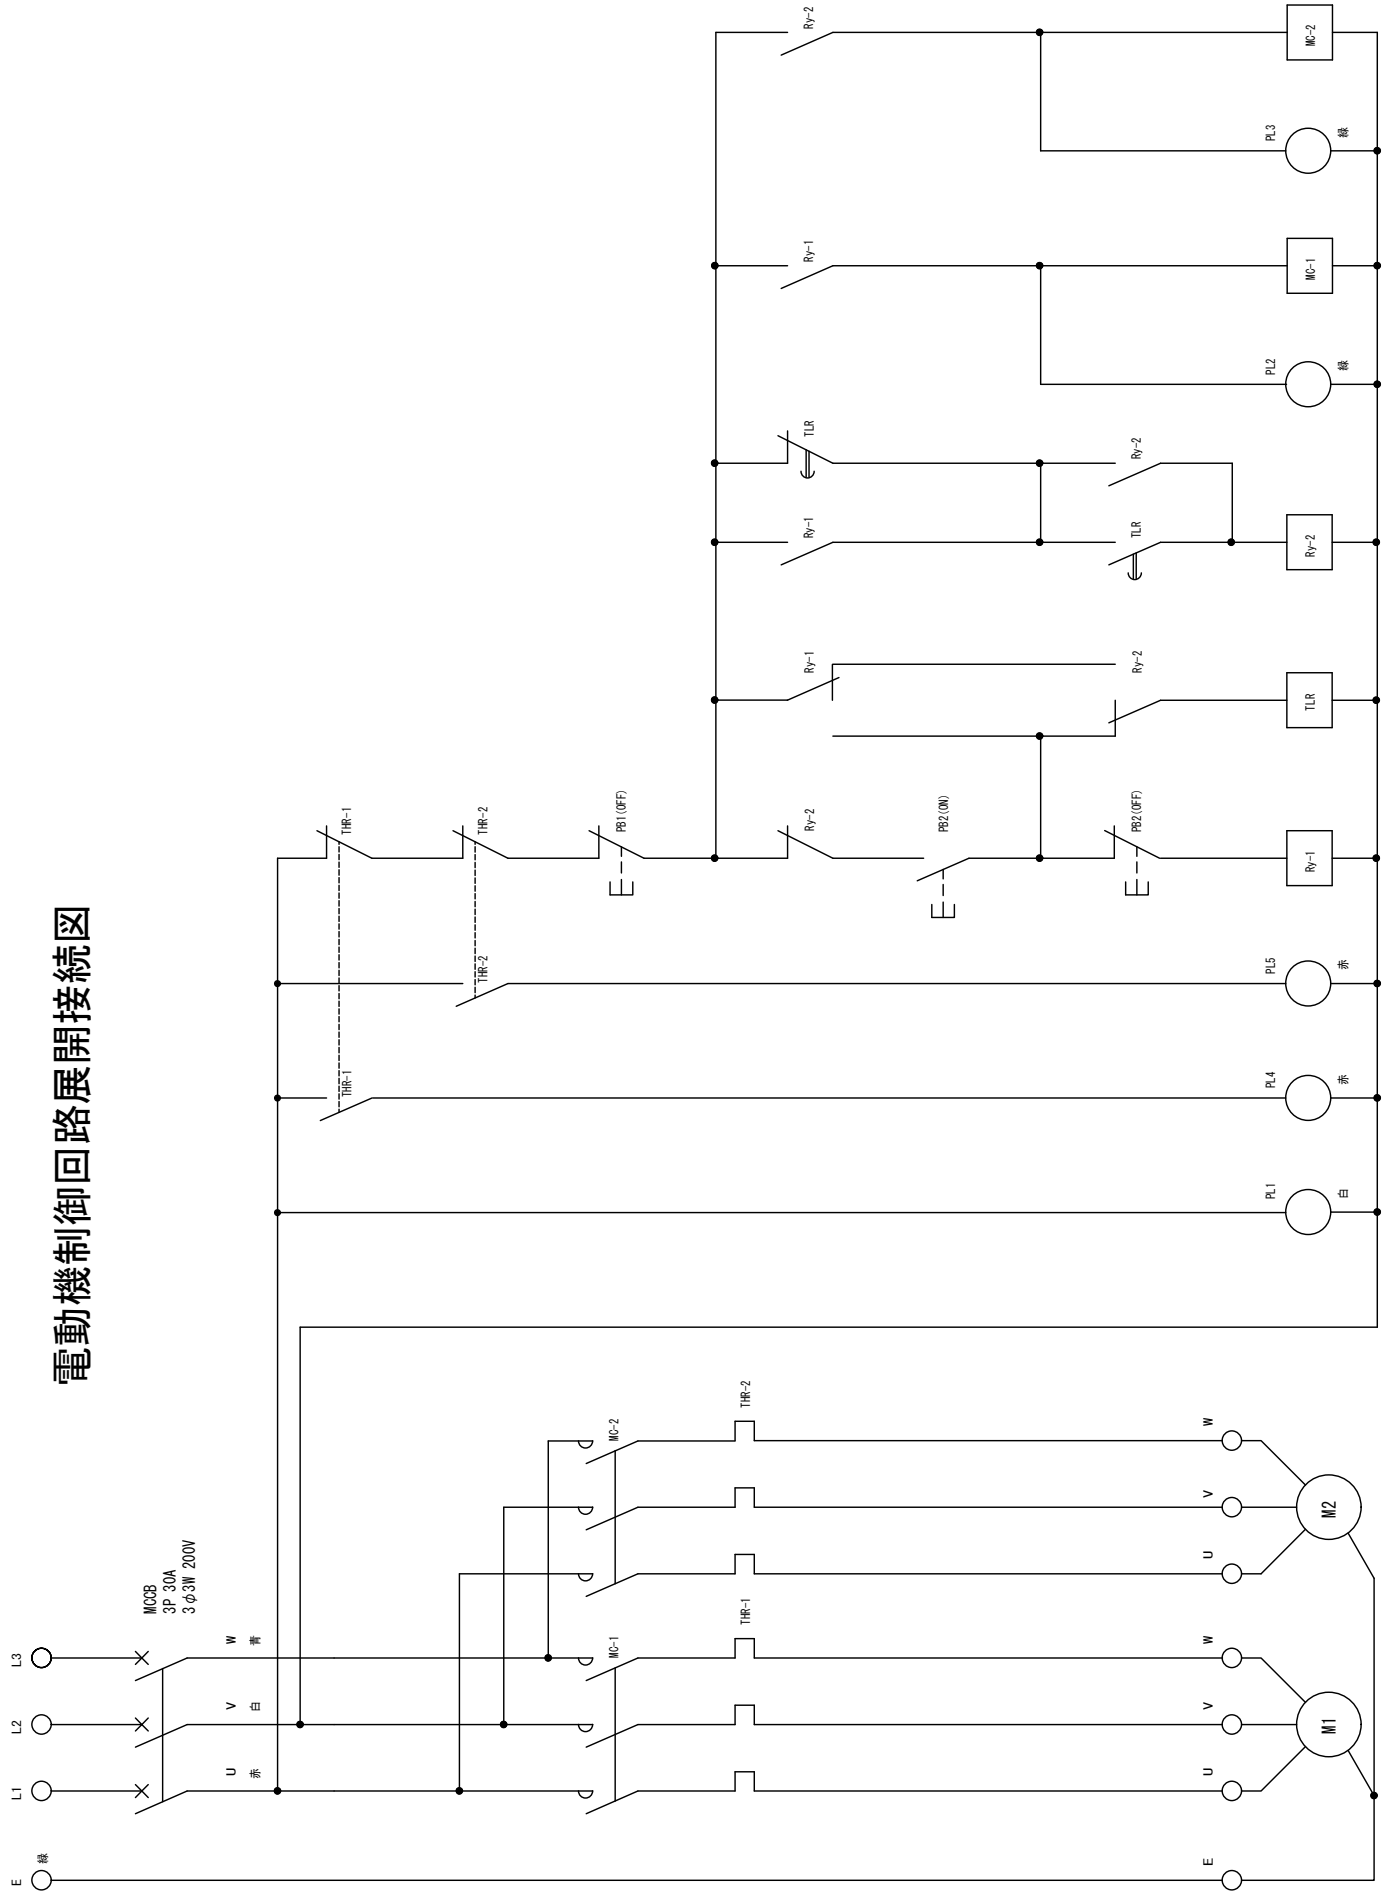 電動機制御回路展開接続図
E
緑
L1
L2
L3
MCCB
3P 30A
3φ3W 200V
U
赤
V
白
W
青
MC-1
MC-2
THR-1
THR-2
E
U
V
W
U
V
W
M1
M2
THR-1
THR-2
THR-1
THR-2
PB1(OFF)
PL1
白
PL4
赤
PL5
赤
Ry-2
PB2(ON)
PB2(OFF)
Ry-1
Ry-1
Ry-2
TLR
Ry-1
TLR
Ry-2
TLR
Ry-2
Ry-1
PL2
緑
MC-1
Ry-2
PL3
緑
MC-2